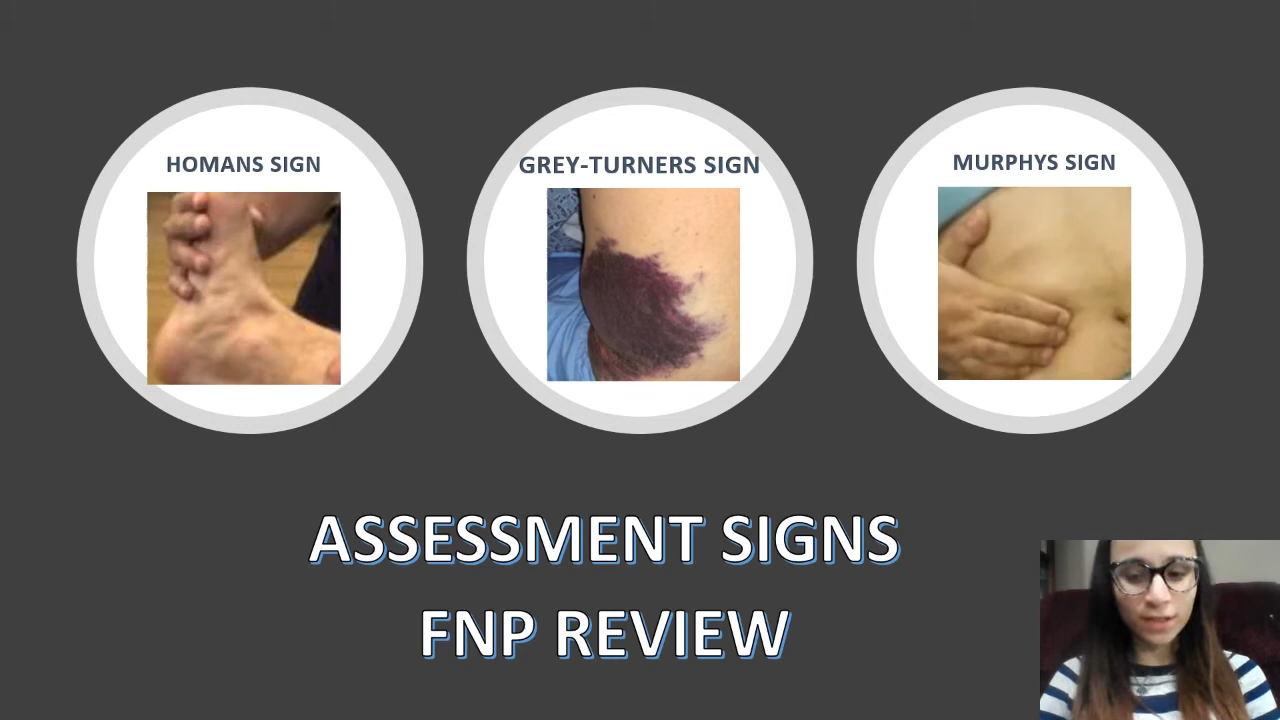 HOMANS SIGN
GREY-TURNERS SIGN
MURPHYS SIGN
ASSESSMENT SIGNS
FNP REVIEW